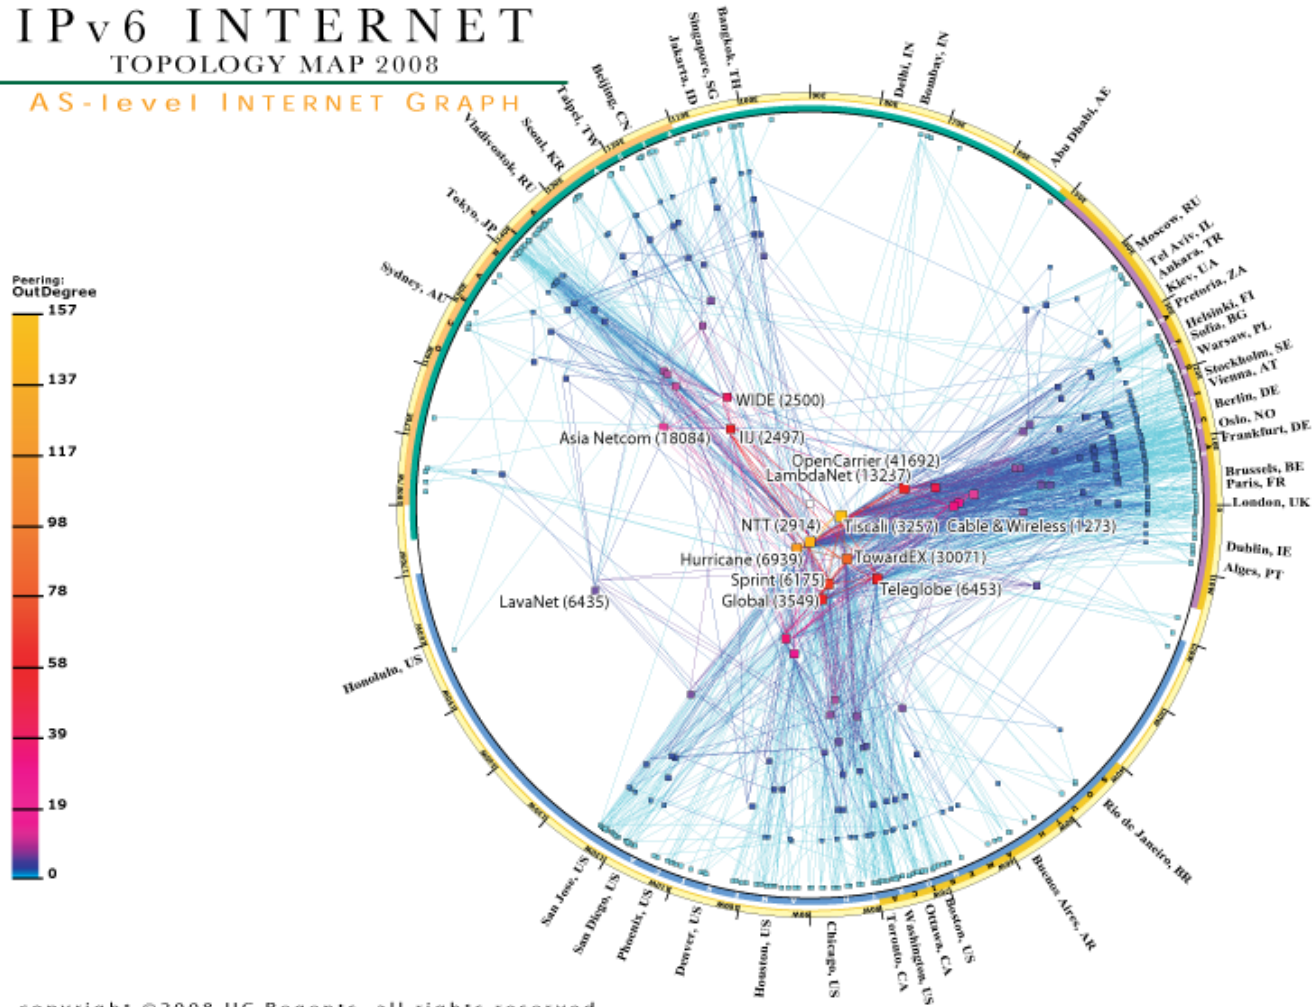 IPv6 INTERNET
TOPOLOGY MAP 2008
AS-level INTERNET GRAPH
Peering:
OutDegree
157
137
117
98
78
58
39
19
0
Honolulu, US
Sydney, AU
Tokyo, JP
Vladivostok, RU
Seoul, KR
Taipei, TW
Beijing, CN
Jakarta, ID
Singapore, SG
Bangkok, TH
Delhi, IN
Bombay, IN
Abu Dhabi, AE
Moscow, RU
Tel Aviv, IL
Ankara, TR
Kiev, UA
Pretoria, ZA
Helsinki, FI
Sofia, BG
Warsaw, PL
Stockholm, SE
Vienna, AT
Berlin, DE
Oslo, NO
Frankfurt, DE
Brussels, BE
Paris, FR
London, UK
Dublin, IE
Alges, PT
Rio de Janeiro, BR
Buenos Aires, AR
Boston, US
Ottawa, CA
Washington, US
Toronto, CA
Chicago, US
Houston, US
Denver, US
Phoenix, US
San Diego, US
San Jose, US
WIDE (2500)
Asia Netcom (18084)
IIJ (2497)
OpenCarrier (41692)
LambdaNet (13237)
NTT (2914)
Tiscali (3257)
Cable & Wireless (1273)
Hurricane (6939)
TowardEX (30071)
Sprint (6175)
Teleglobe (6453)
Global (3549)
LavaNet (6435)
copyright ©2008 UC Regents. all rights reserved.